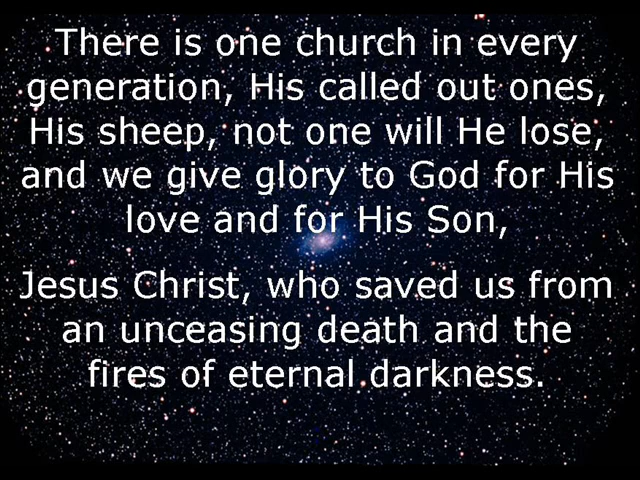 There is one church in every
generation, His called out ones,
His sheep, not one will He lose,
and we give glory to God for His
love and for His Son,
Jesus Christ, who saved us from
an unceasing death and the
fires of eternal darkness.